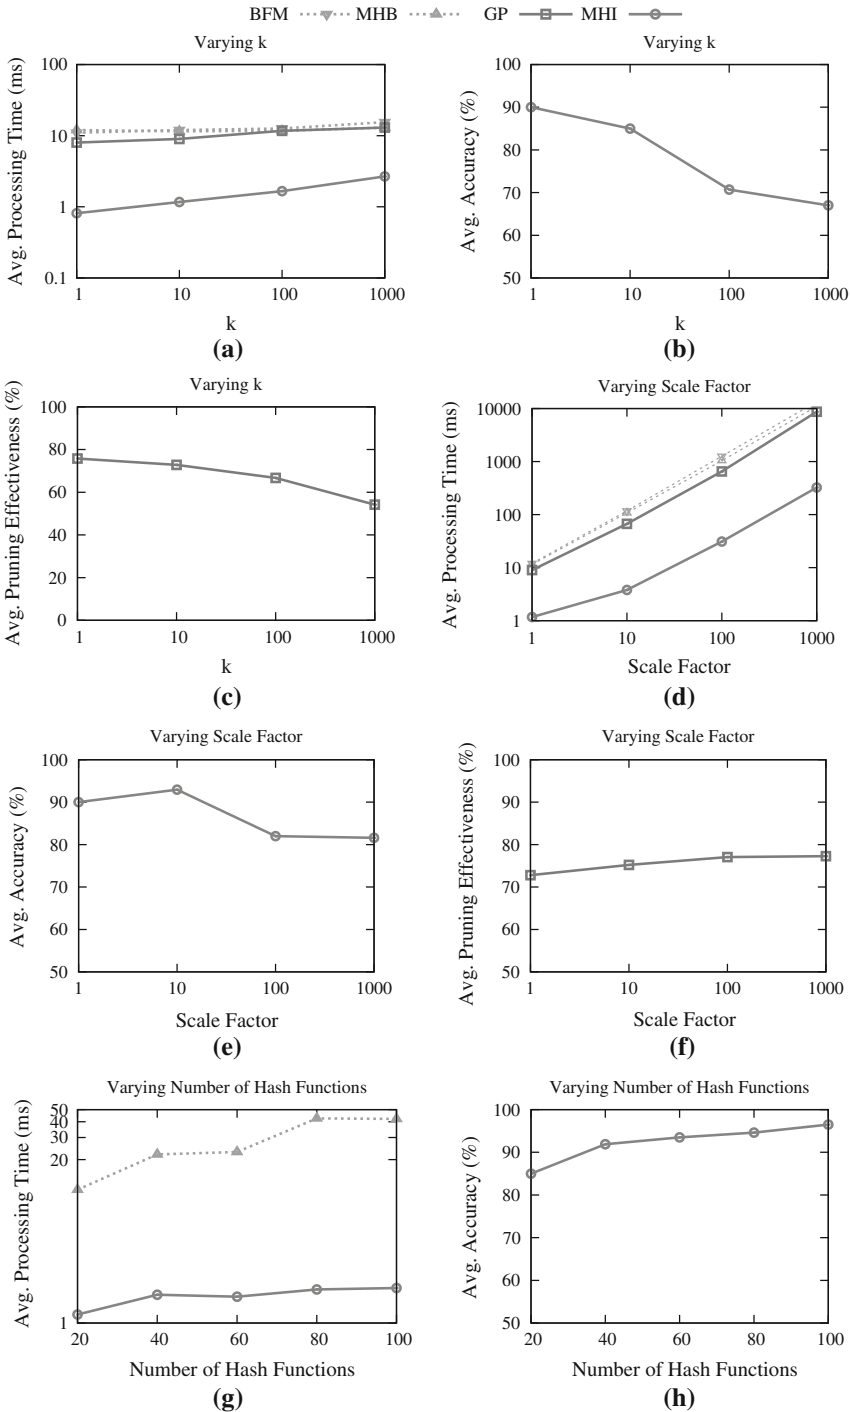 BFM MHB GP MHI
Varying k
Avg. Processing Time (ms)
100
10
1
0.1
1 10 100 1000
k
(a)
Varying k
Avg. Accuracy (%)
100
90
80
70
60
50
1 10 100 1000
k
(b)
Varying k
Avg. Pruning Effectiveness (%)
100
80
60
40
20
0
1 10 100 1000
k
(c)
Varying Scale Factor
Avg. Processing Time (ms)
10000
1000
100
10
1
1 10 100 1000
Scale Factor
(d)
Varying Scale Factor
Avg. Accuracy (%)
100
90
80
70
60
50
1 10 100 1000
Scale Factor
(e)
Varying Scale Factor
Avg. Pruning Effectiveness (%)
100
90
80
70
60
50
1 10 100 1000
Scale Factor
(f)
Varying Number of Hash Functions
Avg. Processing Time (ms)
50
40
30
20
1
20 40 60 80 100
Number of Hash Functions
(g)
Varying Number of Hash Functions
Avg. Accuracy (%)
100
90
80
70
60
50
20 40 60 80 100
Number of Hash Functions
(h)